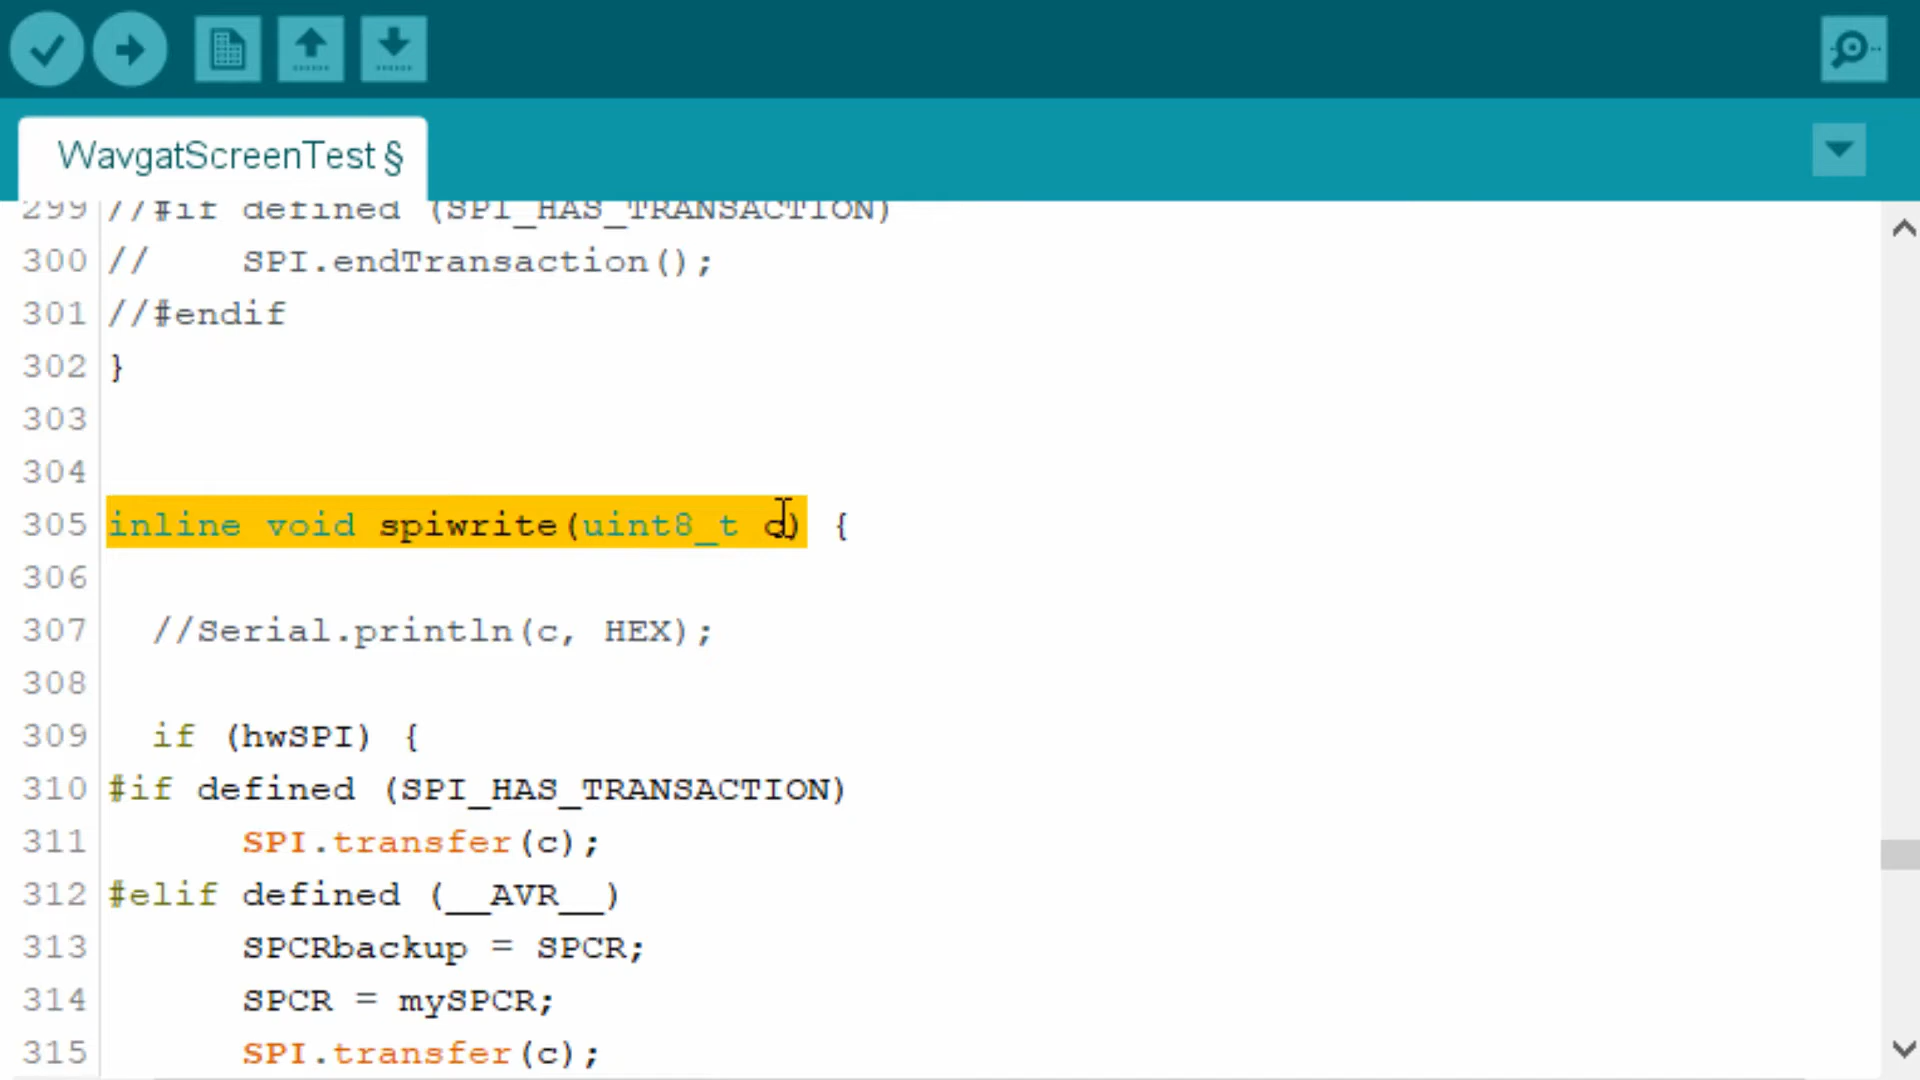 WavgatScreenTest §
299 //#if defined (SPI_HAS_TRANSACTION)
300 //    SPI.endTransaction();
301 //#endif
302 }
303
304
305 inline void spiwrite(uint8_t c) {
306
307   //Serial.println(c, HEX);
308
309   if (hwSPI) {
310 #if defined (SPI_HAS_TRANSACTION)
311       SPI.transfer(c);
312 #elif defined (__AVR__)
313       SPCRbackup = SPCR;
314       SPCR = mySPCR;
315       SPI.transfer(c);